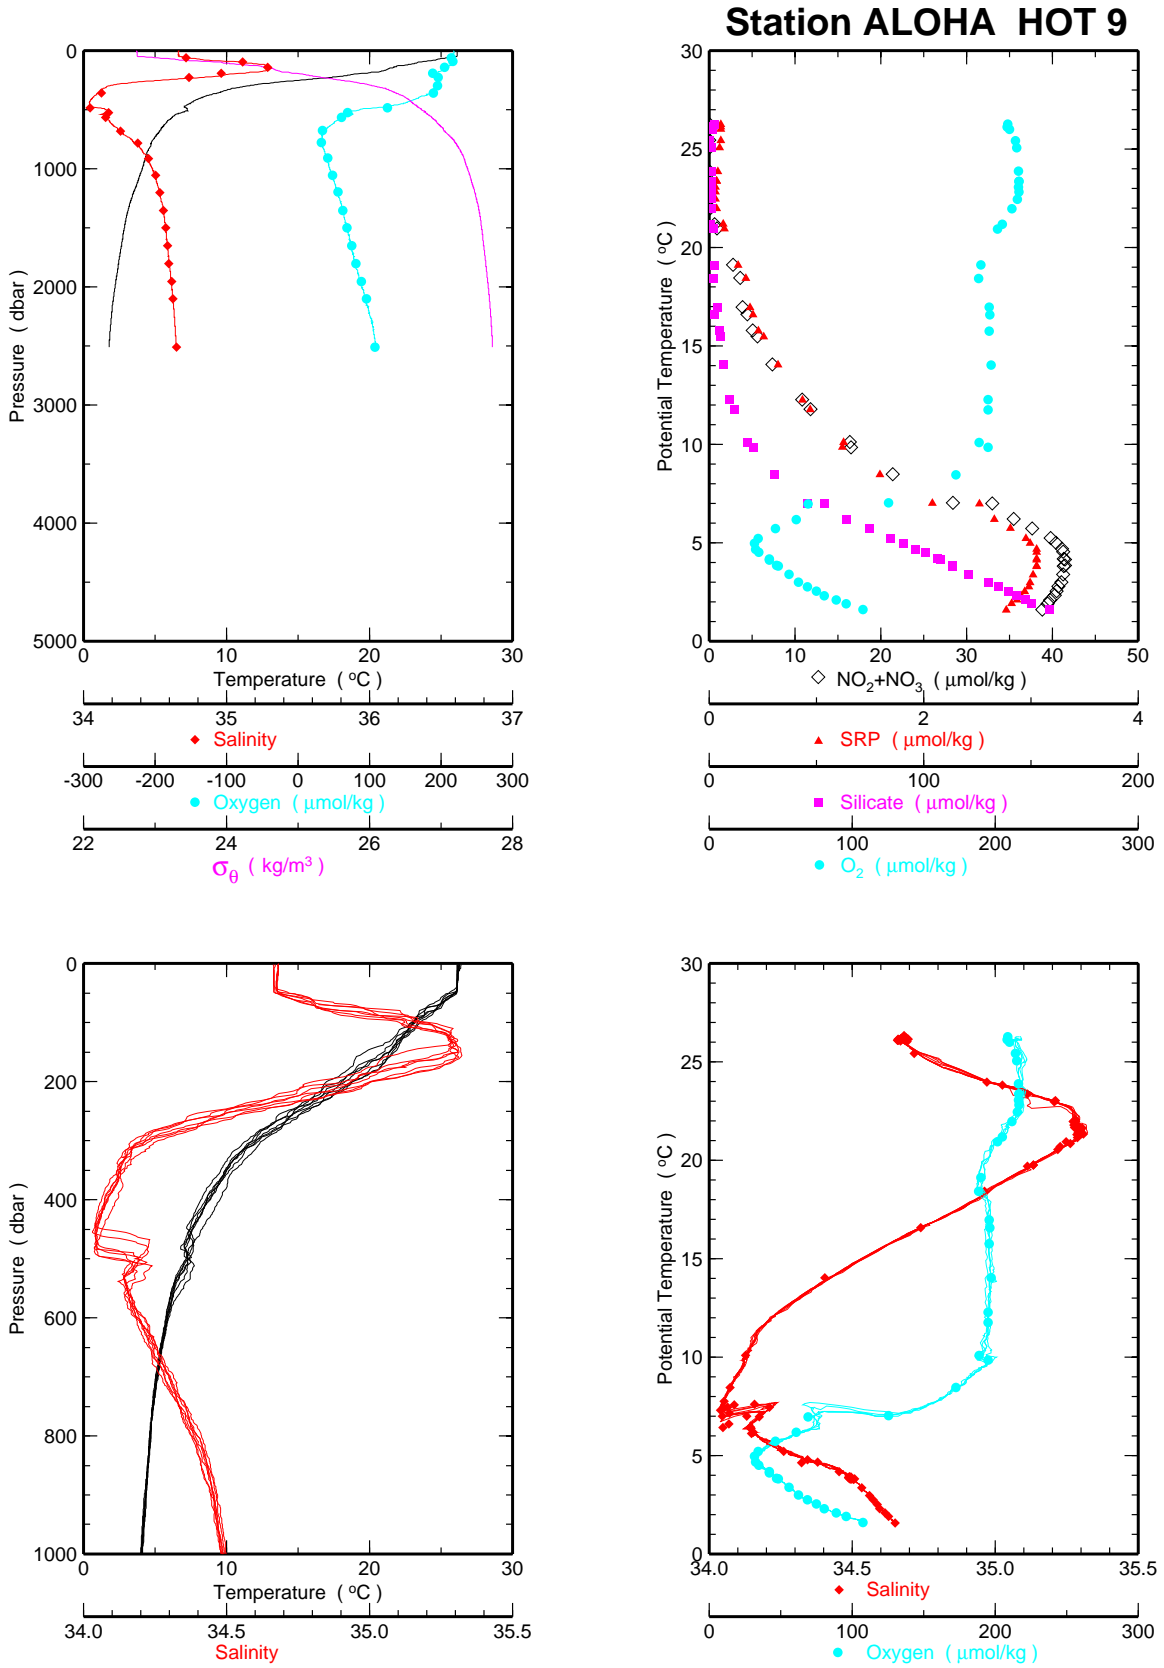 Station ALOHA HOT 9
0
1000
2000
3000
4000
5000
Pressure ( dbar )
0 10 20 30
Temperature ( ºC )
34 35 36 37
Salinity
-300 -200 -100 0 100 200 300
Oxygen ( μmol/kg )
22 24 26 28
σθ ( kg/m³ )
30
25
20
15
10
5
0
Potential Temperature ( ºC )
0 10 20 30 40 50
NO₂+NO₃ ( μmol/kg )
0 2 4
SRP ( μmol/kg )
0 100 200
Silicate ( μmol/kg )
0 100 200 300
O₂ ( μmol/kg )
0
200
400
600
800
1000
Pressure ( dbar )
0 10 20 30
Temperature ( ºC )
34.0 34.5 35.0 35.5
Salinity
30
25
20
15
10
5
0
Potential Temperature ( ºC )
34.0 34.5 35.0 35.5
Salinity
0 100 200 300
Oxygen ( μmol/kg )